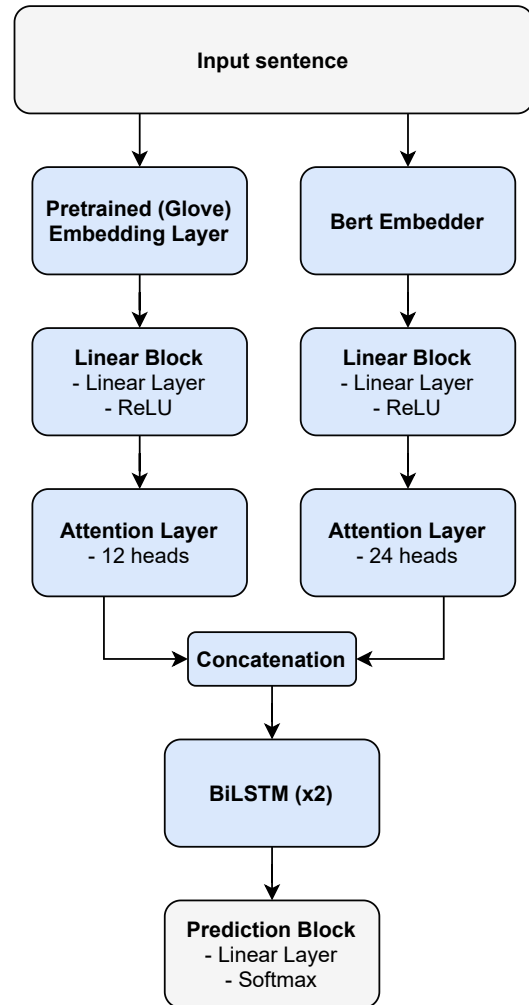 Input sentence
Pretrained (Glove)
Embedding Layer
Bert Embedder
Linear Block
- Linear Layer
- ReLU
Linear Block
- Linear Layer
- ReLU
Attention Layer
- 12 heads
Attention Layer
- 24 heads
Concatenation
BiLSTM (x2)
Prediction Block
- Linear Layer
- Softmax